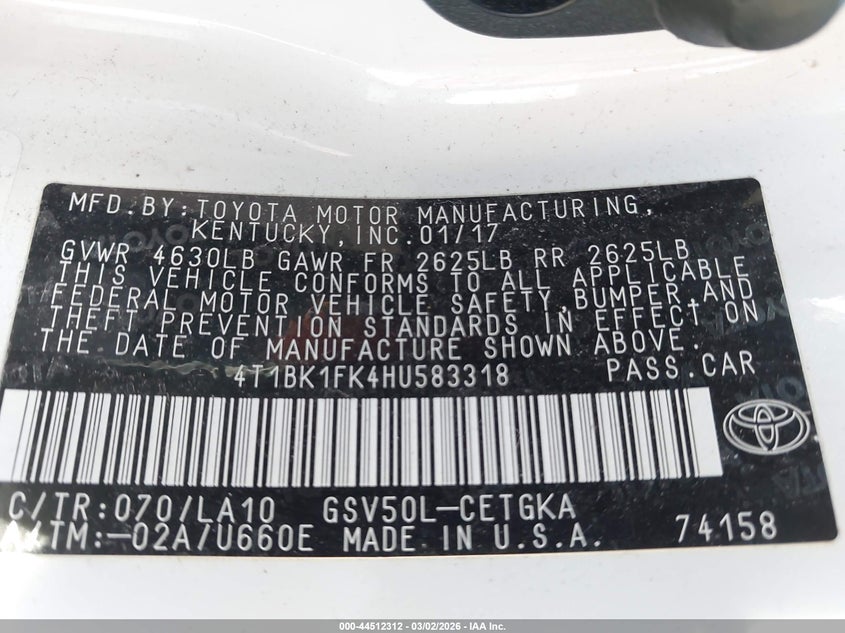 MFD.BY:TOYOTA MOTOR MANUFACTURING,
KENTUCKY,INC.01/17
GVWR 4630LB GAWR FR 2625LB RR 2625LB
THIS VEHICLE CONFORMS TO ALL APPLICABLE
FEDERAL MOTOR VEHICLE SAFETY,BUMPER,AND
THEFT PREVENTION STANDARDS IN EFFECT ON
THE DATE OF MANUFACTURE SHOWN ABOVE.
4T1BK1FK4HU583318 PASS.CAR
C/TR:070/LA10 GSV50L-CETGKA
A/TM:-02A/U660E MADE IN U.S.A. 74158
000-44512312 - 03/02/2026 - IAA Inc.